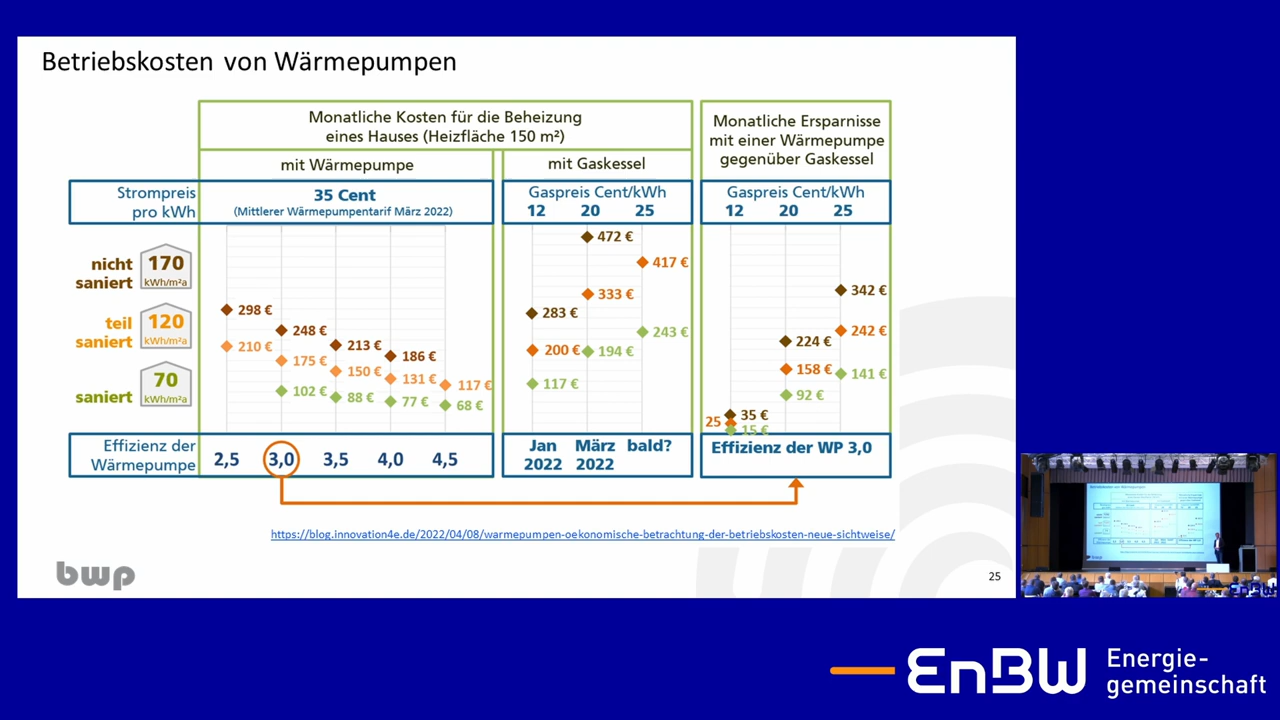 Betriebskosten von Wärmepumpen
Monatliche Kosten für die Beheizung
eines Hauses (Heizfläche 150 m²)
mit Wärmepumpe
mit Gaskessel
Monatliche Ersparnisse
mit einer Wärmepumpe
gegenüber Gaskessel
Strompreis
pro kWh
35 Cent
(Mittlerer Wärmepumpentarif März 2022)
Gaspreis Cent/kWh
12 20 25
Gaspreis Cent/kWh
12 20 25
nicht
saniert
170
kWh/m²a
teil
saniert
120
kWh/m²a
saniert
70
kWh/m²a
298 €
248 €
213 €
186 €
210 €
175 €
150 €
131 €
117 €
102 €
88 €
77 €
68 €
472 €
417 €
333 €
283 €
243 €
200 €
194 €
117 €
342 €
242 €
224 €
158 €
141 €
92 €
35 €
25
15 €
Effizienz der
Wärmepumpe
2,5 3,0 3,5 4,0 4,5
Jan März bald?
2022 2022
Effizienz der WP 3,0
https://blog.innovation4e.de/2022/04/08/warmepumpen-oekonomische-betrachtung-der-betriebskosten-neue-sichtweise/
bwp
25
EnBW
Energie-
gemeinschaft